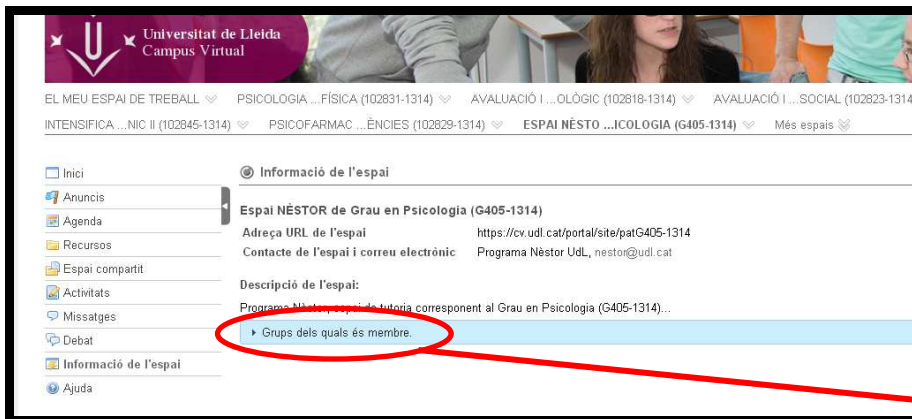 Universitat de Lleida
Campus Virtual
EL MEU ESPAI DE TREBALL PSICOLOGIA ...FÍSICA (102831-1314) AVALUACIÓ I ...OLÒGIC (102818-1314) AVALUACIÓ I ...SOCIAL (102823-1314
INTENSIFICA ...NIC II (102845-1314) PSICOFARMAC ...ÈNCIES (102829-1314) ESPAI NÈSTO ...ICOLOGIA (G405-1314) Més espais
Inici
Anuncis
Agenda
Recursos
Espai compartit
Activitats
Missatges
Debat
Informació de l'espai
Ajuda
Informació de l'espai
Espai NÈSTOR de Grau en Psicologia (G405-1314)
Adreça URL de l'espai https://cv.udl.cat/portal/site/patG405-1314
Contacte de l'espai i correu electrònic Programa Nèstor UdL, nestor@udl.cat
Descripció de l'espai:
Programa Nèstor, espai de tutoria corresponent al Grau en Psicologia (G405-1314)...
Grups dels quals és membre.